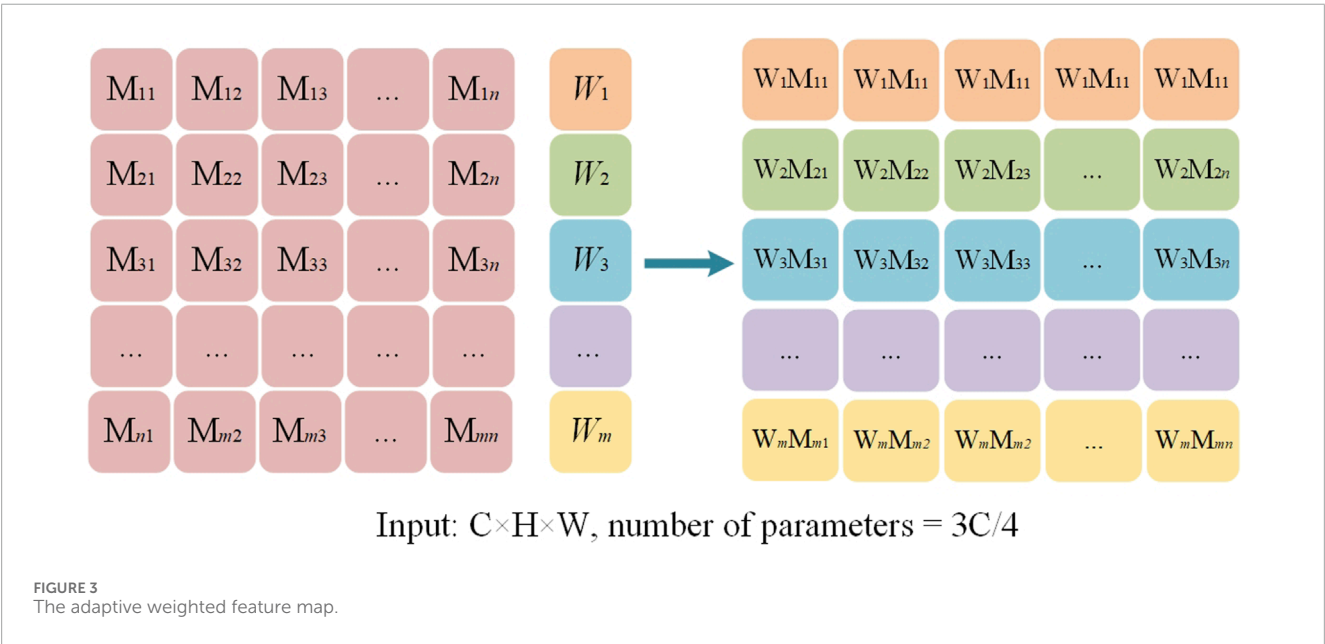 M11 M12 M13 ... M1n W1 W1M11 W1M11 W1M11 W1M11 W1M11
M21 M22 M23 ... M2n W2 W2M21 W2M22 W2M23 ... W2M2n
M31 M32 M33 ... M3n W3 W3M31 W3M32 W3M33 ... W3M3n
... ... ... ... ... ... ... ... ... ... ...
Mn1 Mm2 Mm3 ... Mmn Wm WmMm1 WmMm2 WmMm2 ... WmMmn
Input: C×H×W, number of parameters = 3C/4
FIGURE 3
The adaptive weighted feature map.